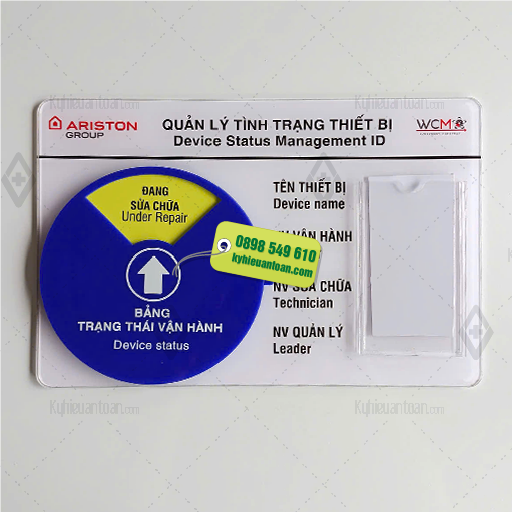 ARISTON
GROUP
QUẢN LÝ TÌNH TRẠNG THIẾT BỊ
Device Status Management ID
WCM
ĐANG
SỬA CHỮA
Under Repair
BẢNG
TRẠNG THÁI VẬN HÀNH
Device status
0898 549 610
kyhieuantoan.com
TÊN THIẾT BỊ
Device name
VẬN HÀNH
SỬA CHỮA
Technician
NV QUẢN LÝ
Leader
Kyhieuantoan.com